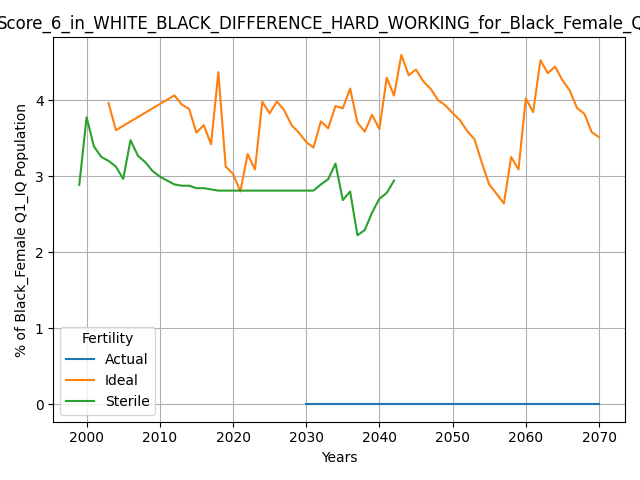 Score_6_in_WHITE_BLACK_DIFFERENCE_HARD_WORKING_for_Black_Female_Q
% of Black_Female Q1_IQ Population
4
3
2
1
0
Fertility
Actual
Ideal
Sterile
2000 2010 2020 2030 2040 2050 2060 2070
Years